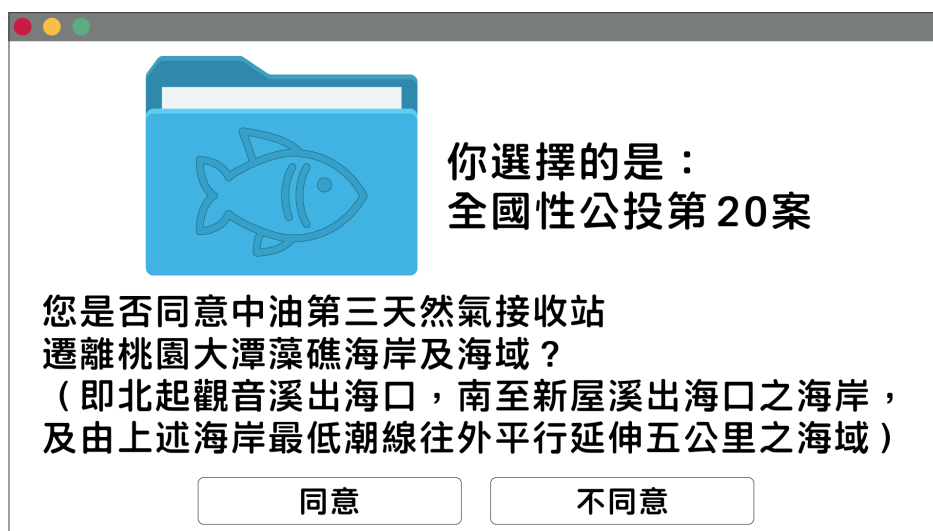 你選擇的是：
全國性公投第20案
您是否同意中油第三天然氣接收站
遷離桃園大潭藻礁海岸及海域？
（即北起觀音溪出海口，南至新屋溪出海口之海岸，
及由上述海岸最低潮線往外平行延伸五公里之海域）
同意
不同意